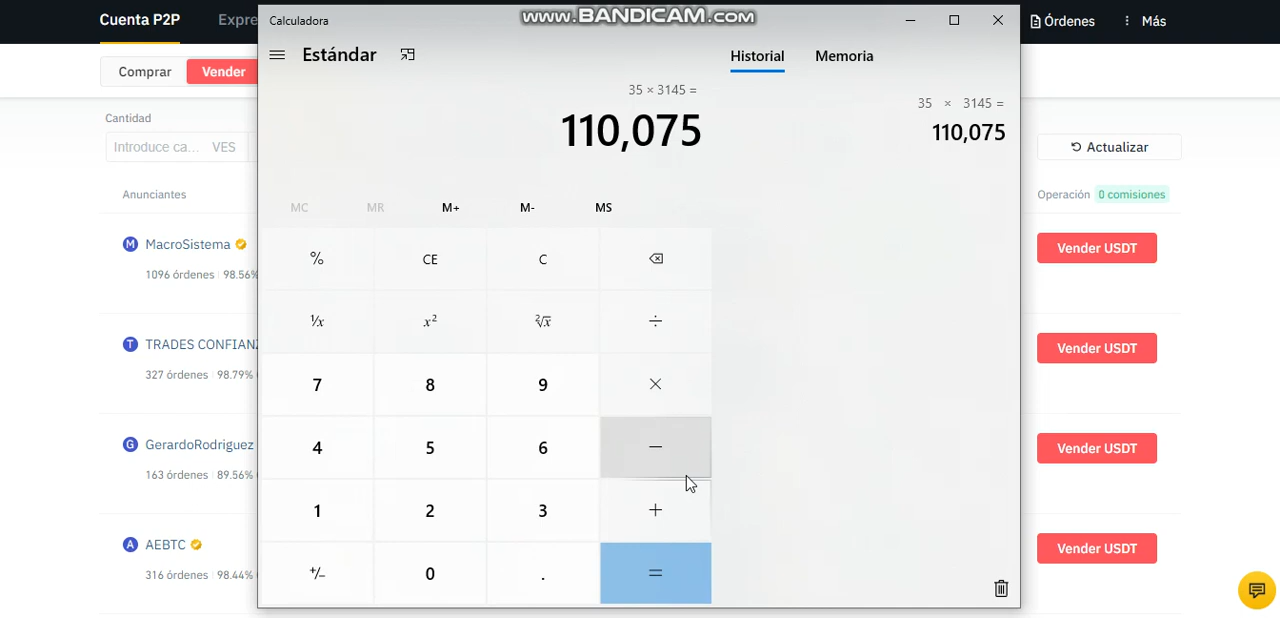 Cuenta P2P
Expre
Órdenes
Más
Calculadora
www.BANDICAM.com
Estándar
Historial
Memoria
Comprar
Vender
35 × 3145 =
110,075
35 × 3145 =
110,075
Cantidad
Introduce ca... VES
Actualizar
Anunciantes
Operación 0 comisiones
MC MR M+ M- MS
M MacroSistema
1096 órdenes 98.56%
Vender USDT
% CE C
T TRADES CONFIANZ
327 órdenes 98.79%
Vender USDT
¹/x x² ²√x ÷
7 8 9 ×
G GerardoRodriguez
163 órdenes 89.56%
Vender USDT
4 5 6 −
1 2 3 +
A AEBTC
316 órdenes 98.44%
Vender USDT
+/− 0 . =